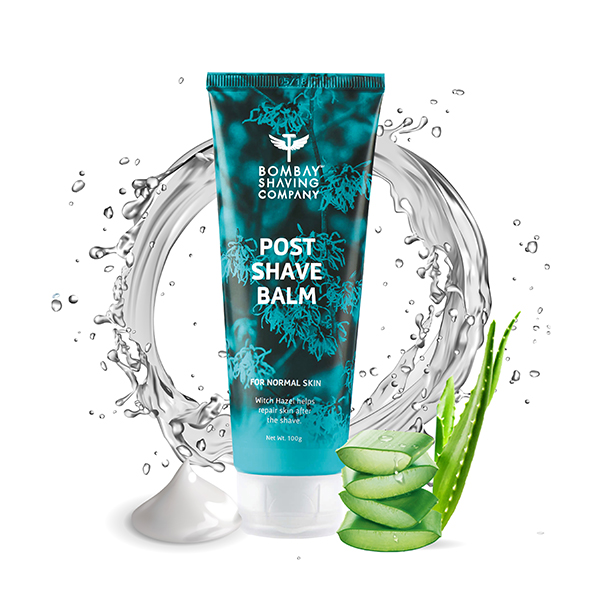 BOMBAY
SHAVING
COMPANY
POST
SHAVE
BALM
FOR NORMAL SKIN
Witch Hazel helps
repair skin after
the shave.
Net Wt. 100g